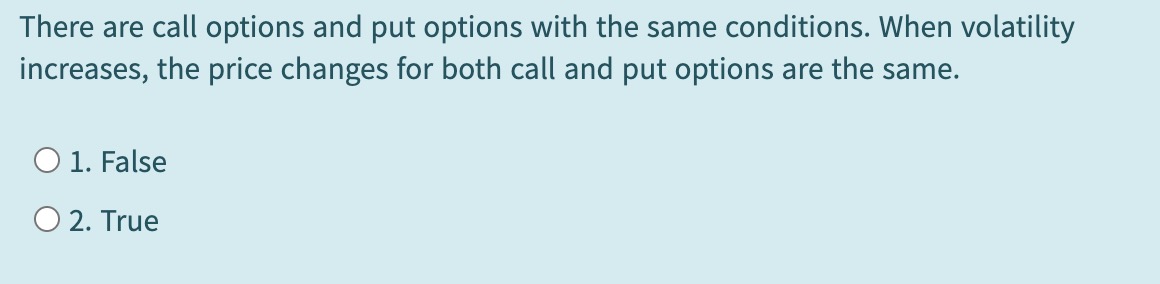 There are call options and put options with the same conditions. When volatility
increases, the price changes for both call and put options are the same.
1. False
2. True